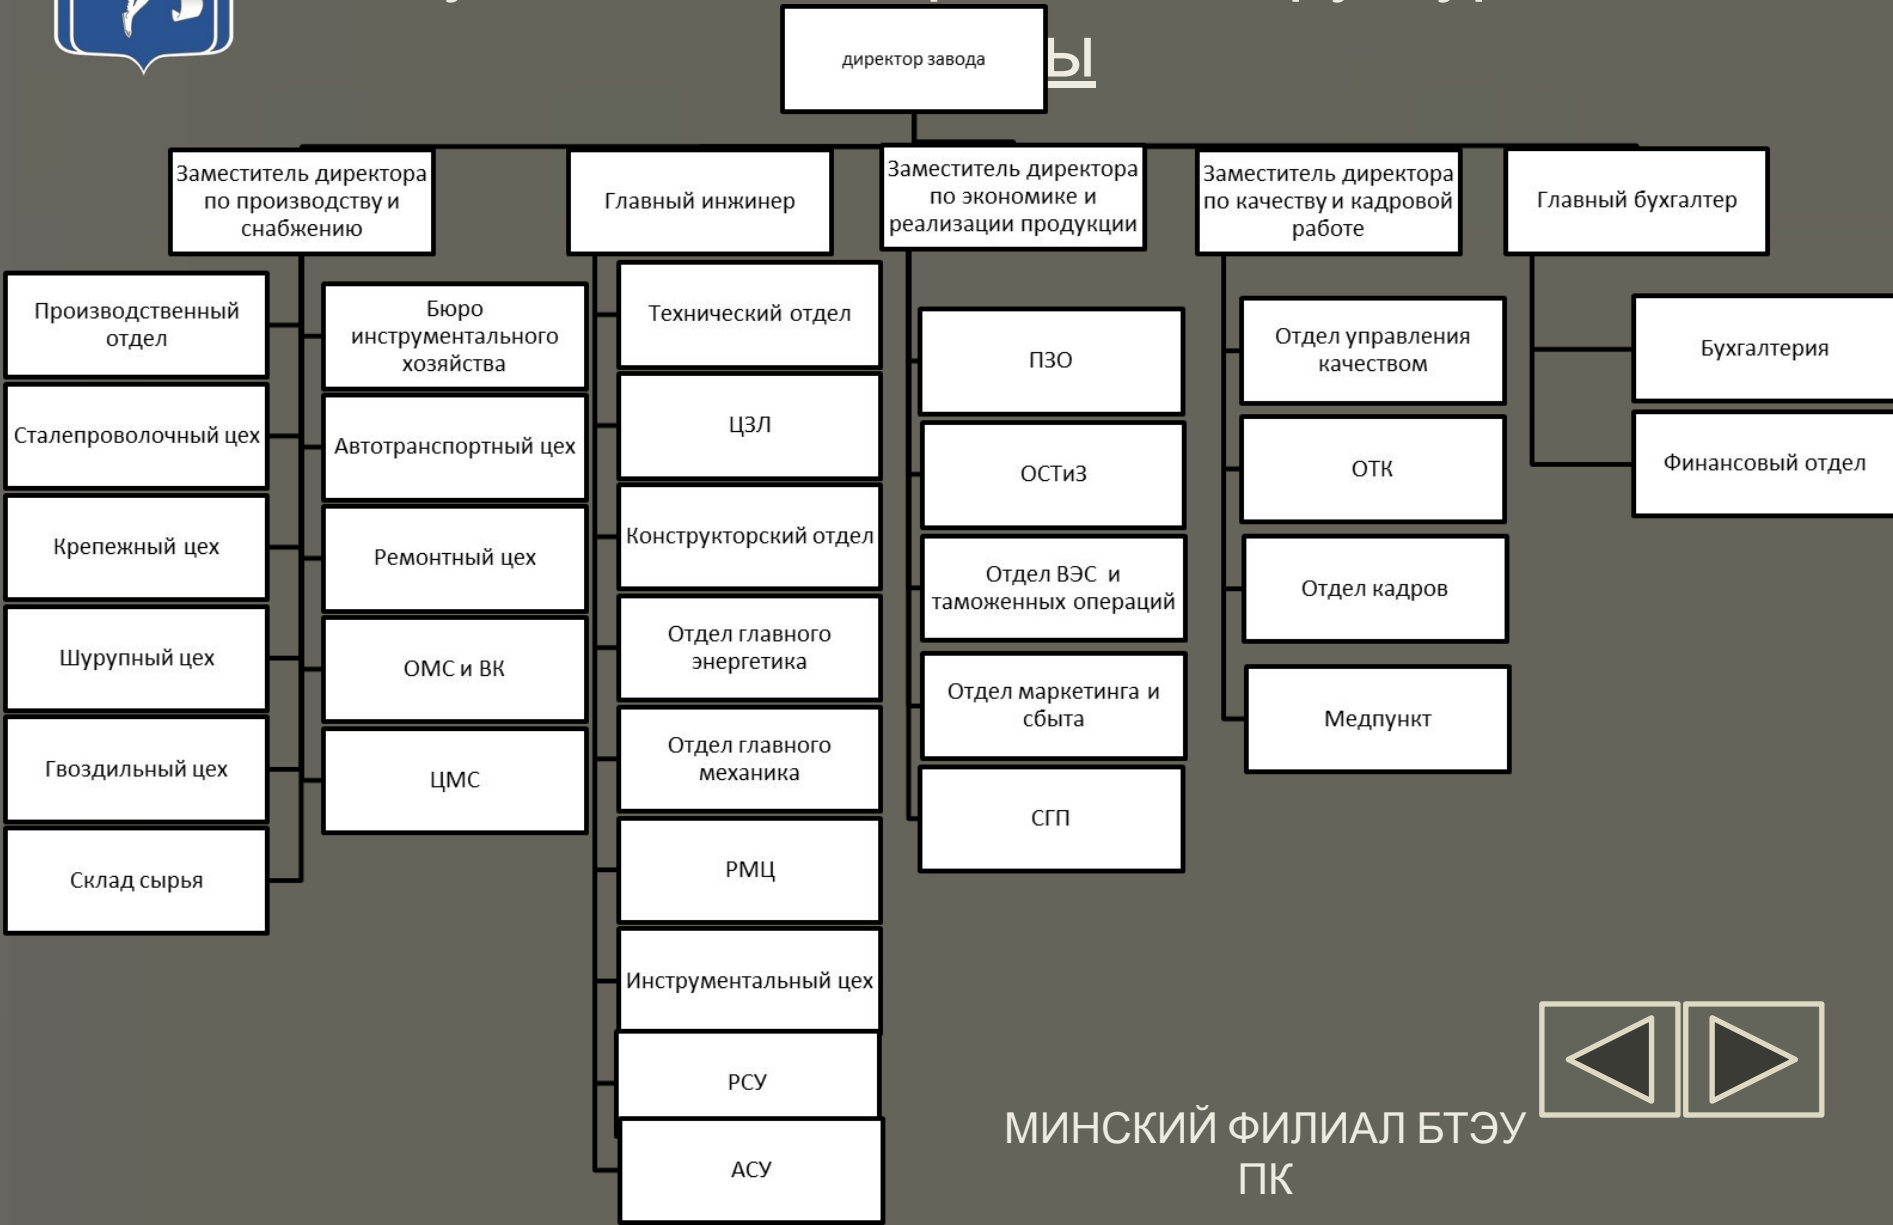 ы
директор завода
Заместитель директора
по производству и
снабжению
Главный инжинер
Заместитель директора
по экономике и
реализации продукции
Заместитель директора
по качеству и кадровой
работе
Главный бухгалтер
Производственный
отдел
Сталепроволочный цех
Крепежный цех
Шурупный цех
Гвоздильный цех
Склад сырья
Бюро
инструментального
хозяйства
Автотранспортный цех
Ремонтный цех
ОМС и ВК
ЦМС
Технический отдел
ЦЗЛ
Конструкторский отдел
Отдел главного
энергетика
Отдел главного
механика
РМЦ
Инструментальный цех
РСУ
АСУ
ПЗО
ОСТиЗ
Отдел ВЭС и
таможенных операций
Отдел маркетинга и
сбыта
СГП
Отдел управления
качеством
ОТК
Отдел кадров
Медпункт
Бухгалтерия
Финансовый отдел
МИНСКИЙ ФИЛИАЛ БТЭУ
ПК